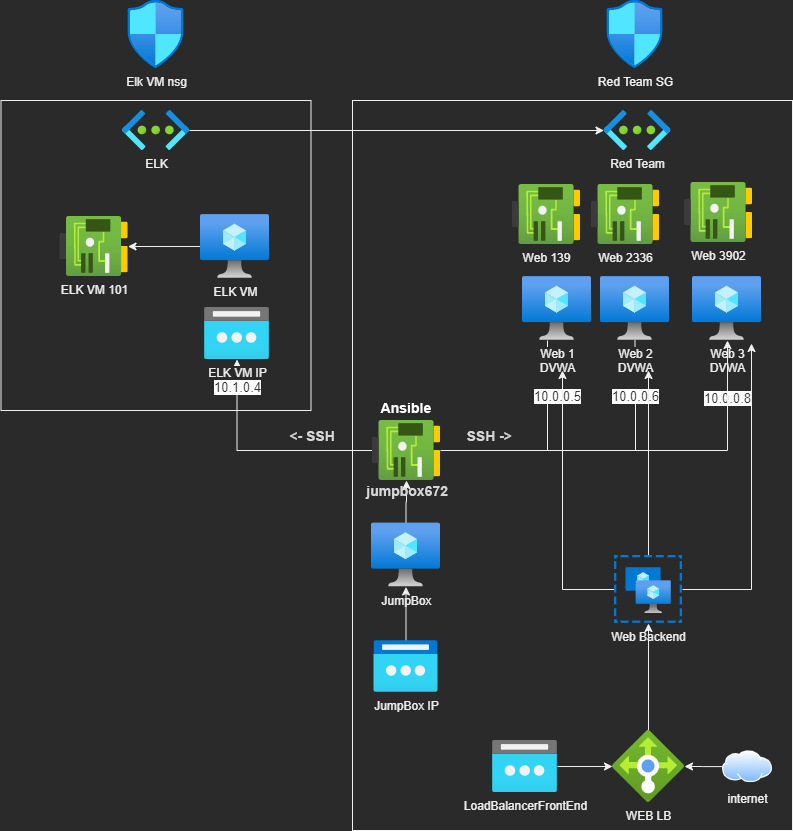 Elk VM nsg
Red Team SG
ELK
Red Team
Web 139
Web 2336
Web 3902
ELK VM 101
ELK VM
ELK VM IP
10.1.0.4
Web 1
DVWA
Web 2
DVWA
Web 3
DVWA
10.0.0.5
10.0.0.6
10.0.0.8
Ansible
<- SSH
SSH ->
jumpbox672
JumpBox
JumpBox IP
Web Backend
LoadBalancerFrontEnd
WEB LB
internet